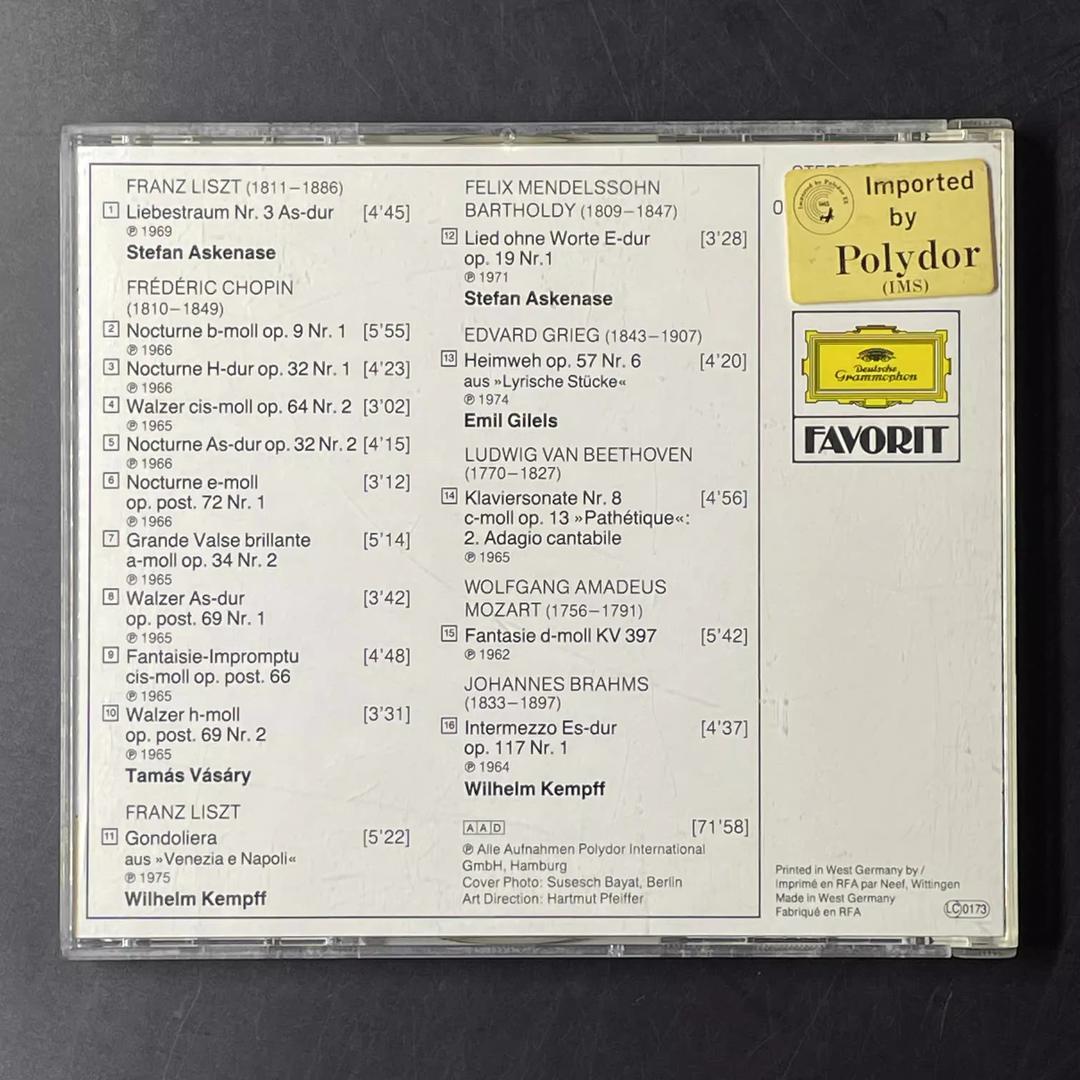 FRANZ LISZT (1811–1886)
1 Liebestraum Nr. 3 As-dur [4'45]
℗ 1969
Stefan Askenase
FRÉDÉRIC CHOPIN
(1810–1849)
2 Nocturne b-moll op. 9 Nr. 1 [5'55]
℗ 1966
3 Nocturne H-dur op. 32 Nr. 1 [4'23]
℗ 1966
4 Walzer cis-moll op. 64 Nr. 2 [3'02]
℗ 1965
5 Nocturne As-dur op. 32 Nr. 2 [4'15]
℗ 1966
6 Nocturne e-moll [3'12]
op. post. 72 Nr. 1
℗ 1966
7 Grande Valse brillante [5'14]
a-moll op. 34 Nr. 2
℗ 1965
8 Walzer As-dur [3'42]
op. post. 69 Nr. 1
℗ 1965
9 Fantaisie-Impromptu [4'48]
cis-moll op. post. 66
℗ 1965
10 Walzer h-moll [3'31]
op. post. 69 Nr. 2
℗ 1965
Tamás Vásáry
FRANZ LISZT
11 Gondoliera [5'22]
aus »Venezia e Napoli«
℗ 1975
Wilhelm Kempff
FELIX MENDELSSOHN
BARTHOLDY (1809–1847)
12 Lied ohne Worte E-dur [3'28]
op. 19 Nr.1
℗ 1971
Stefan Askenase
EDVARD GRIEG (1843–1907)
13 Heimweh op. 57 Nr. 6 [4'20]
aus »Lyrische Stücke«
℗ 1974
Emil Gilels
LUDWIG VAN BEETHOVEN
(1770–1827)
14 Klaviersonate Nr. 8 [4'56]
c-moll op. 13 »Pathétique«:
2. Adagio cantabile
℗ 1965
WOLFGANG AMADEUS
MOZART (1756–1791)
15 Fantasie d-moll KV 397 [5'42]
℗ 1962
JOHANNES BRAHMS
(1833–1897)
16 Intermezzo Es-dur [4'37]
op. 117 Nr. 1
℗ 1964
Wilhelm Kempff
AAD [71'58]
℗ Alle Aufnahmen Polydor International
GmbH, Hamburg
Cover Photo: Susesch Bayat, Berlin
Art Direction: Hartmut Pfeiffer
Imported
by
Polydor
(IMS)
Deutsche
Grammophon
FAVORIT
Printed in West Germany by /
Imprimé en RFA par Neef, Wittingen
Made in West Germany
Fabriqué en RFA
LC 0173